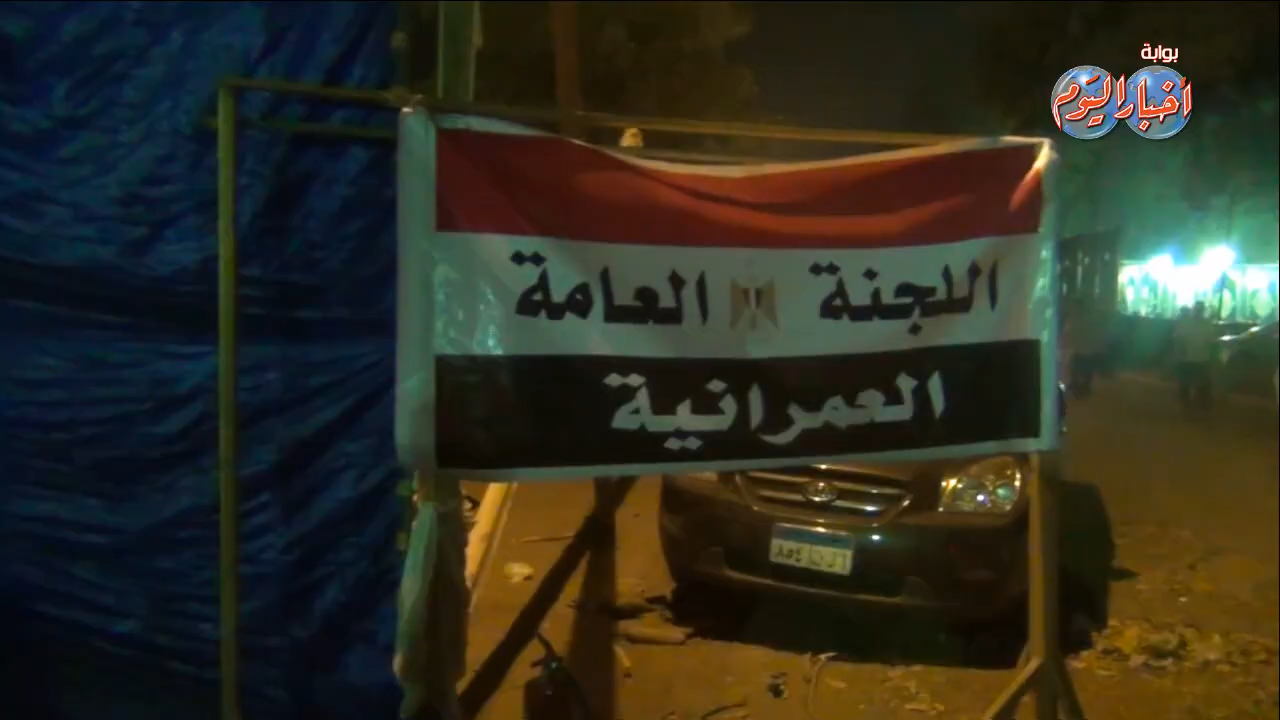 بوابة
أخبار اليوم
اللجنة العامة
العمرانية